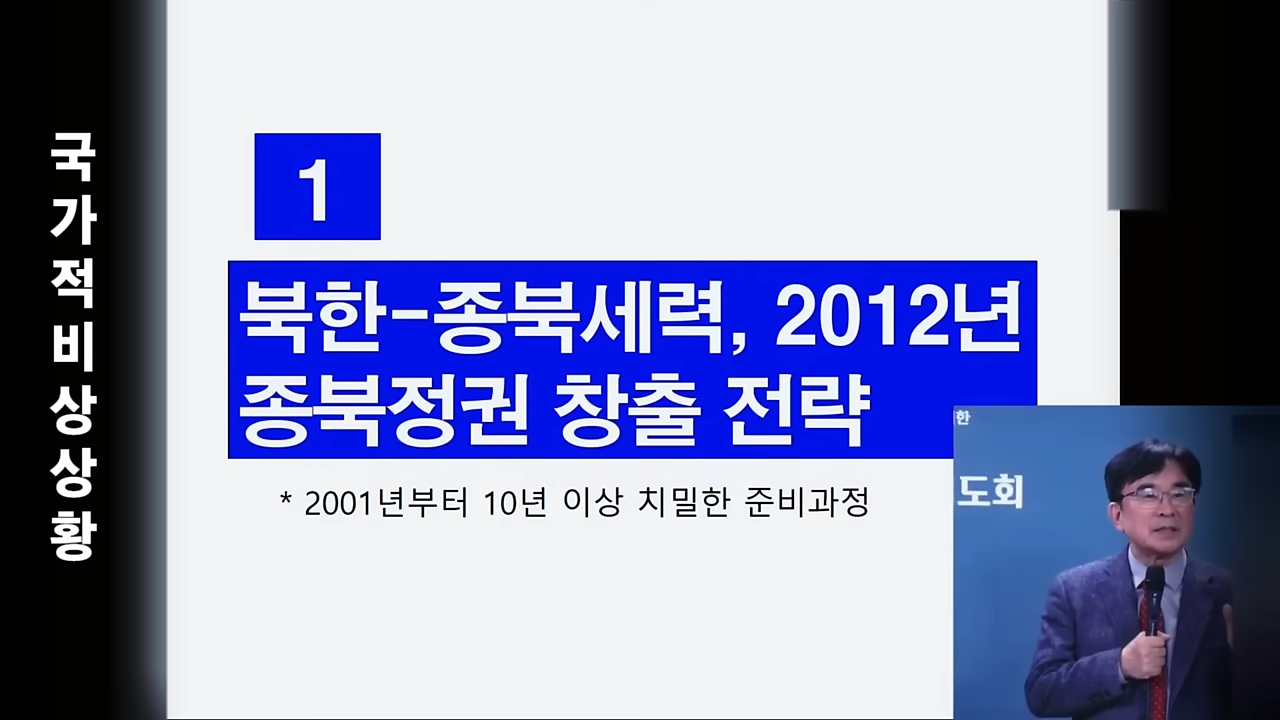 국가적비상상황
1
북한-종북세력, 2012년
종북정권 창출 전략
* 2001년부터 10년 이상 치밀한 준비과정
한
도회